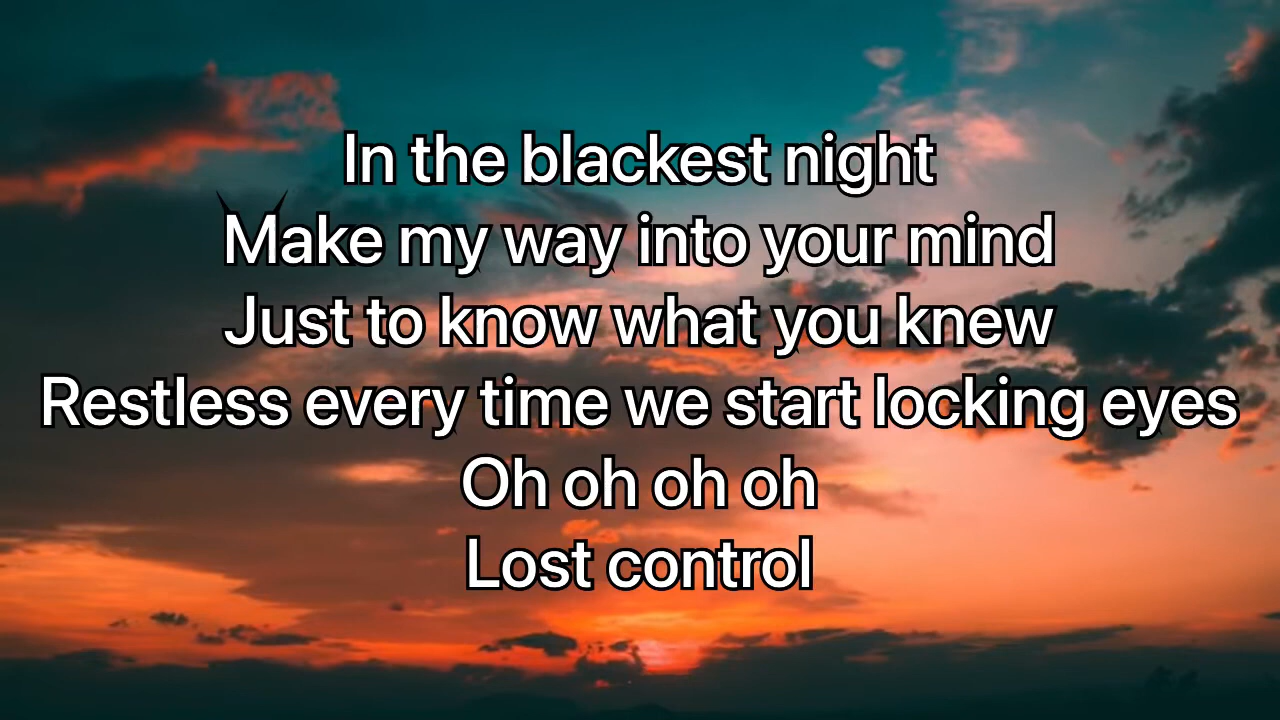 In the blackest night
Make my way into your mind
Just to know what you knew
Restless every time we start locking eyes
Oh oh oh oh
Lost control